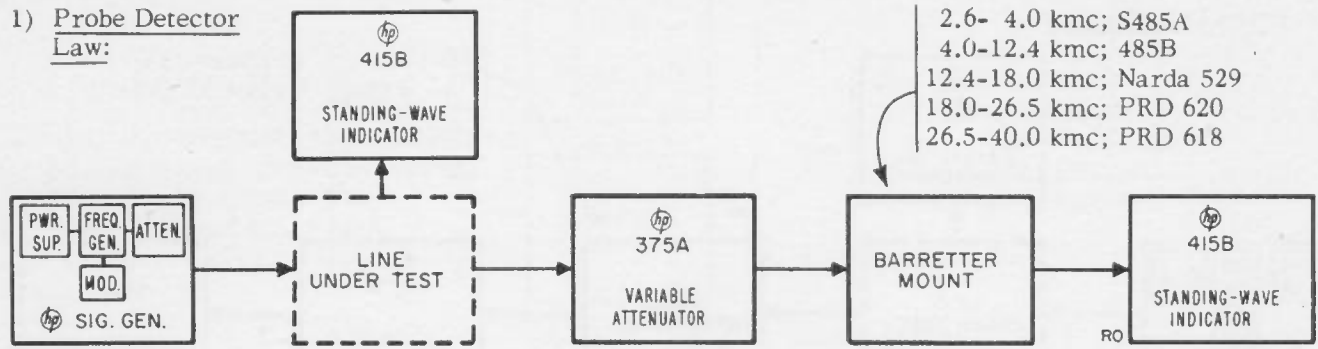 1) Probe Detector
Law:
hp
415B
STANDING-WAVE
INDICATOR
2.6- 4.0 kmc; S485A
4.0-12.4 kmc; 485B
12.4-18.0 kmc; Narda 529
18.0-26.5 kmc; PRD 620
26.5-40.0 kmc; PRD 618
PWR.
SUP.
FREQ.
GEN.
ATTEN.
MOD.
hp SIG. GEN.
LINE
UNDER TEST
hp
375A
VARIABLE
ATTENUATOR
BARRETTER
MOUNT
hp
415B
STANDING-WAVE
INDICATOR
RO